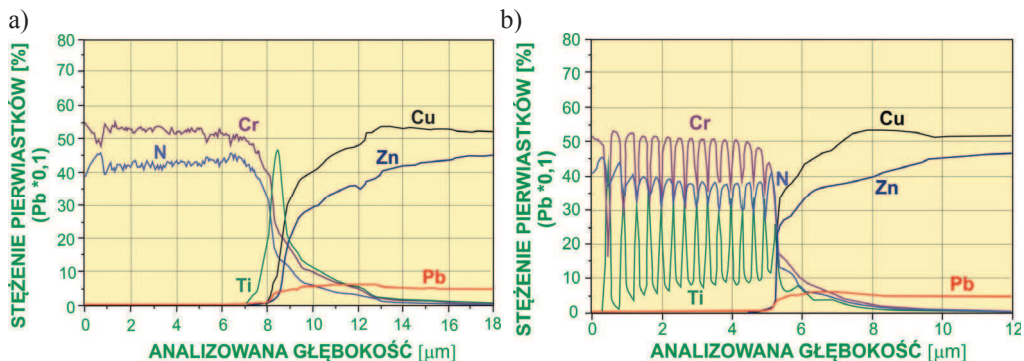 a)
STĘŻENIE PIERWIASTKÓW [%]
(Pb *0,1)
80
70
60
50
40
30
20
10
0
Cr
N
Ti
Cu
Zn
Pb
0 2 4 6 8 10 12 14 16 18
ANALIZOWANA GŁĘBOKOŚĆ [µm]
b)
STĘŻENIE PIERWIASTKÓW [%]
(Pb *0,1)
80
70
60
50
40
30
20
10
0
Cr
N
Ti
Cu
Zn
Pb
0 2 4 6 8 10 12
ANALIZOWANA GŁĘBOKOŚĆ [µm]